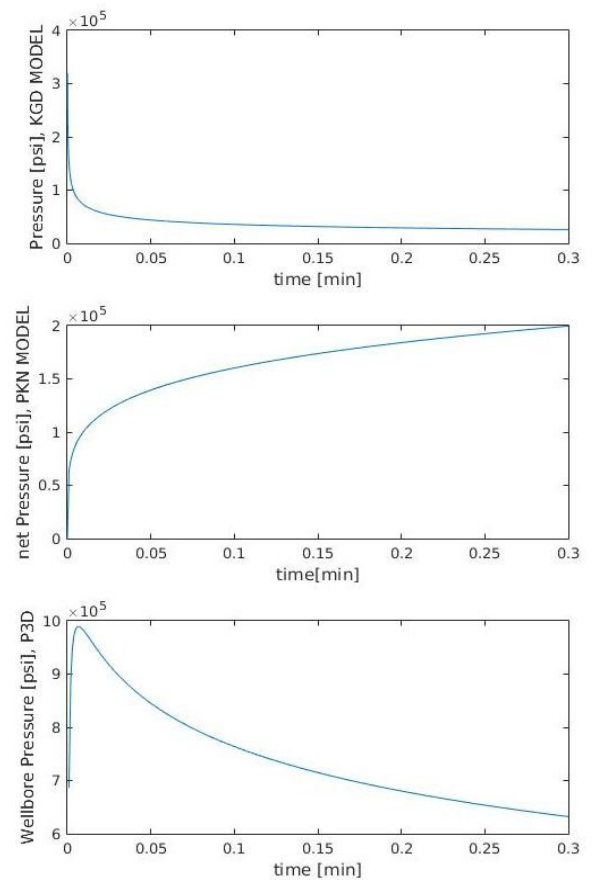 ×10⁵
4
3
2
1
0
Pressure [psi], KGD MODEL
0 0.05 0.1 0.15 0.2 0.25 0.3
time [min]
×10⁵
2
1.5
1
0.5
0
net Pressure [psi], PKN MODEL
0 0.05 0.1 0.15 0.2 0.25 0.3
time[min]
×10⁵
10
9
8
7
6
Wellbore Pressure [psi], P3D
0 0.05 0.1 0.15 0.2 0.25 0.3
time [min]